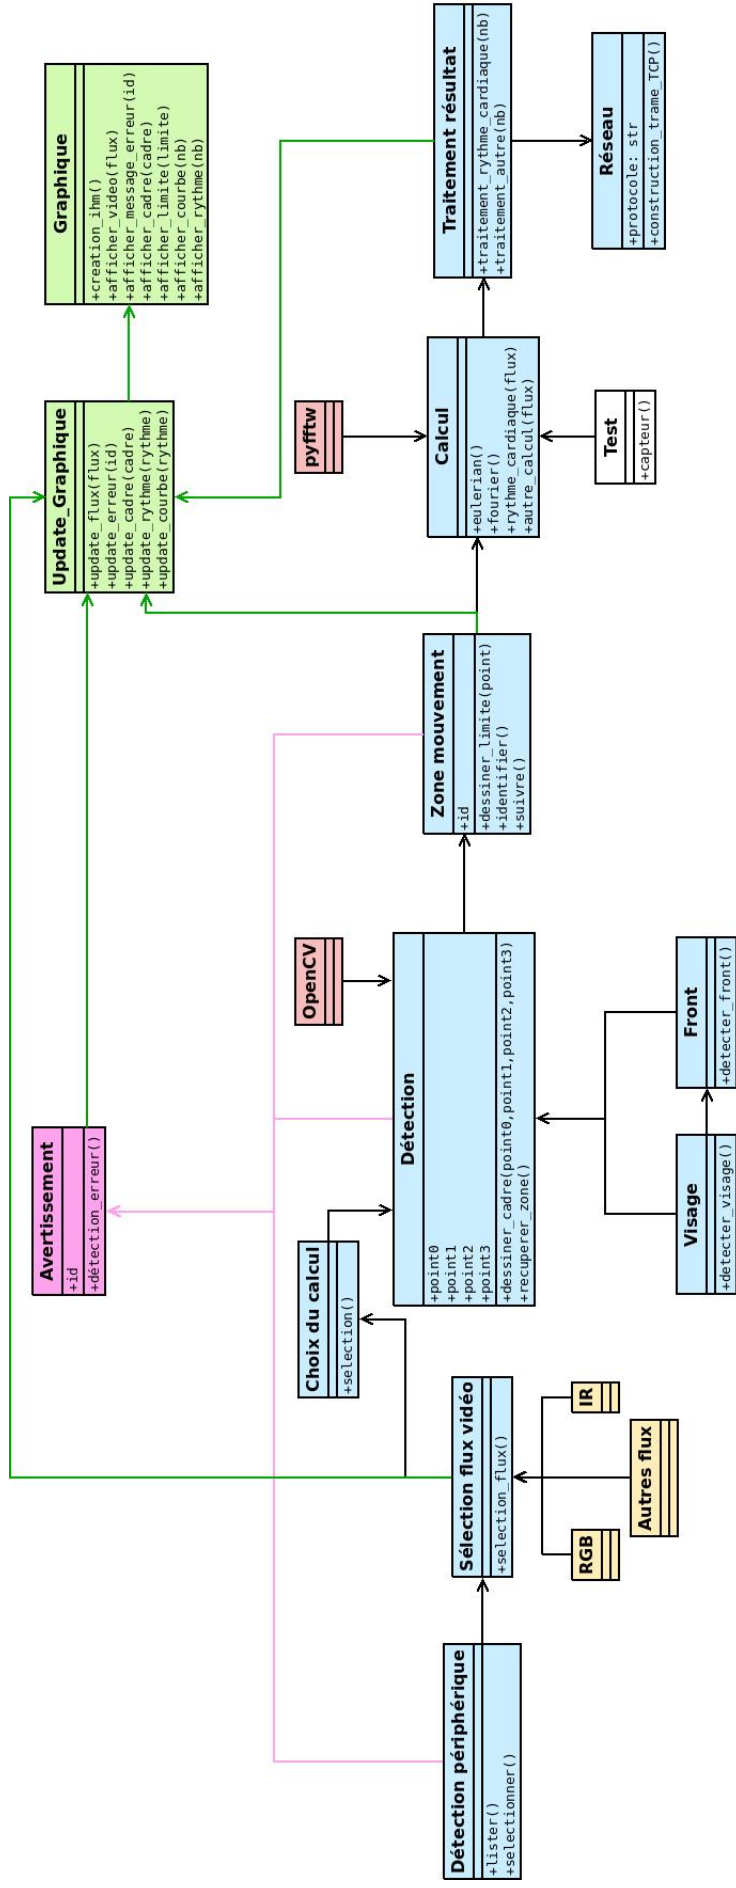 Graphique
+creation_ihm()
+afficher_video(flux)
+afficher_message_erreur(id)
+afficher_cadre(cadre)
+afficher_limite(limite)
+afficher_courbe(nb)
+afficher_rythme(nb)
Update_Graphique
+update_flux(flux)
+update_erreur(id)
+update_cadre(cadre)
+update_rythme(rythme)
+update_courbe(rythme)
Avertissement
+id
+détection_erreur()
Détection périphérique
+lister()
+selectionner()
Sélection flux vidéo
+selection_flux()
RGB
IR
Autres flux
Choix du calcul
+selection()
OpenCV
Détection
+point0
+point1
+point2
+point3
+dessiner_cadre(point0,point1,point2,point3)
+recuperer_zone()
Visage
+detecter_visage()
Front
+detecter_front()
Zone mouvement
+id
+dessiner_limite(point)
+identifier()
+suivre()
pyfftw
Calcul
+eulerian()
+fourier()
+rythme_cardiaque(flux)
+autre_calcul(flux)
Test
+capteur()
Traitement résultat
+traitement_rythme_cardiaque(nb)
+traitement_autre(nb)
Réseau
+protocole: str
+construction_trame_TCP()